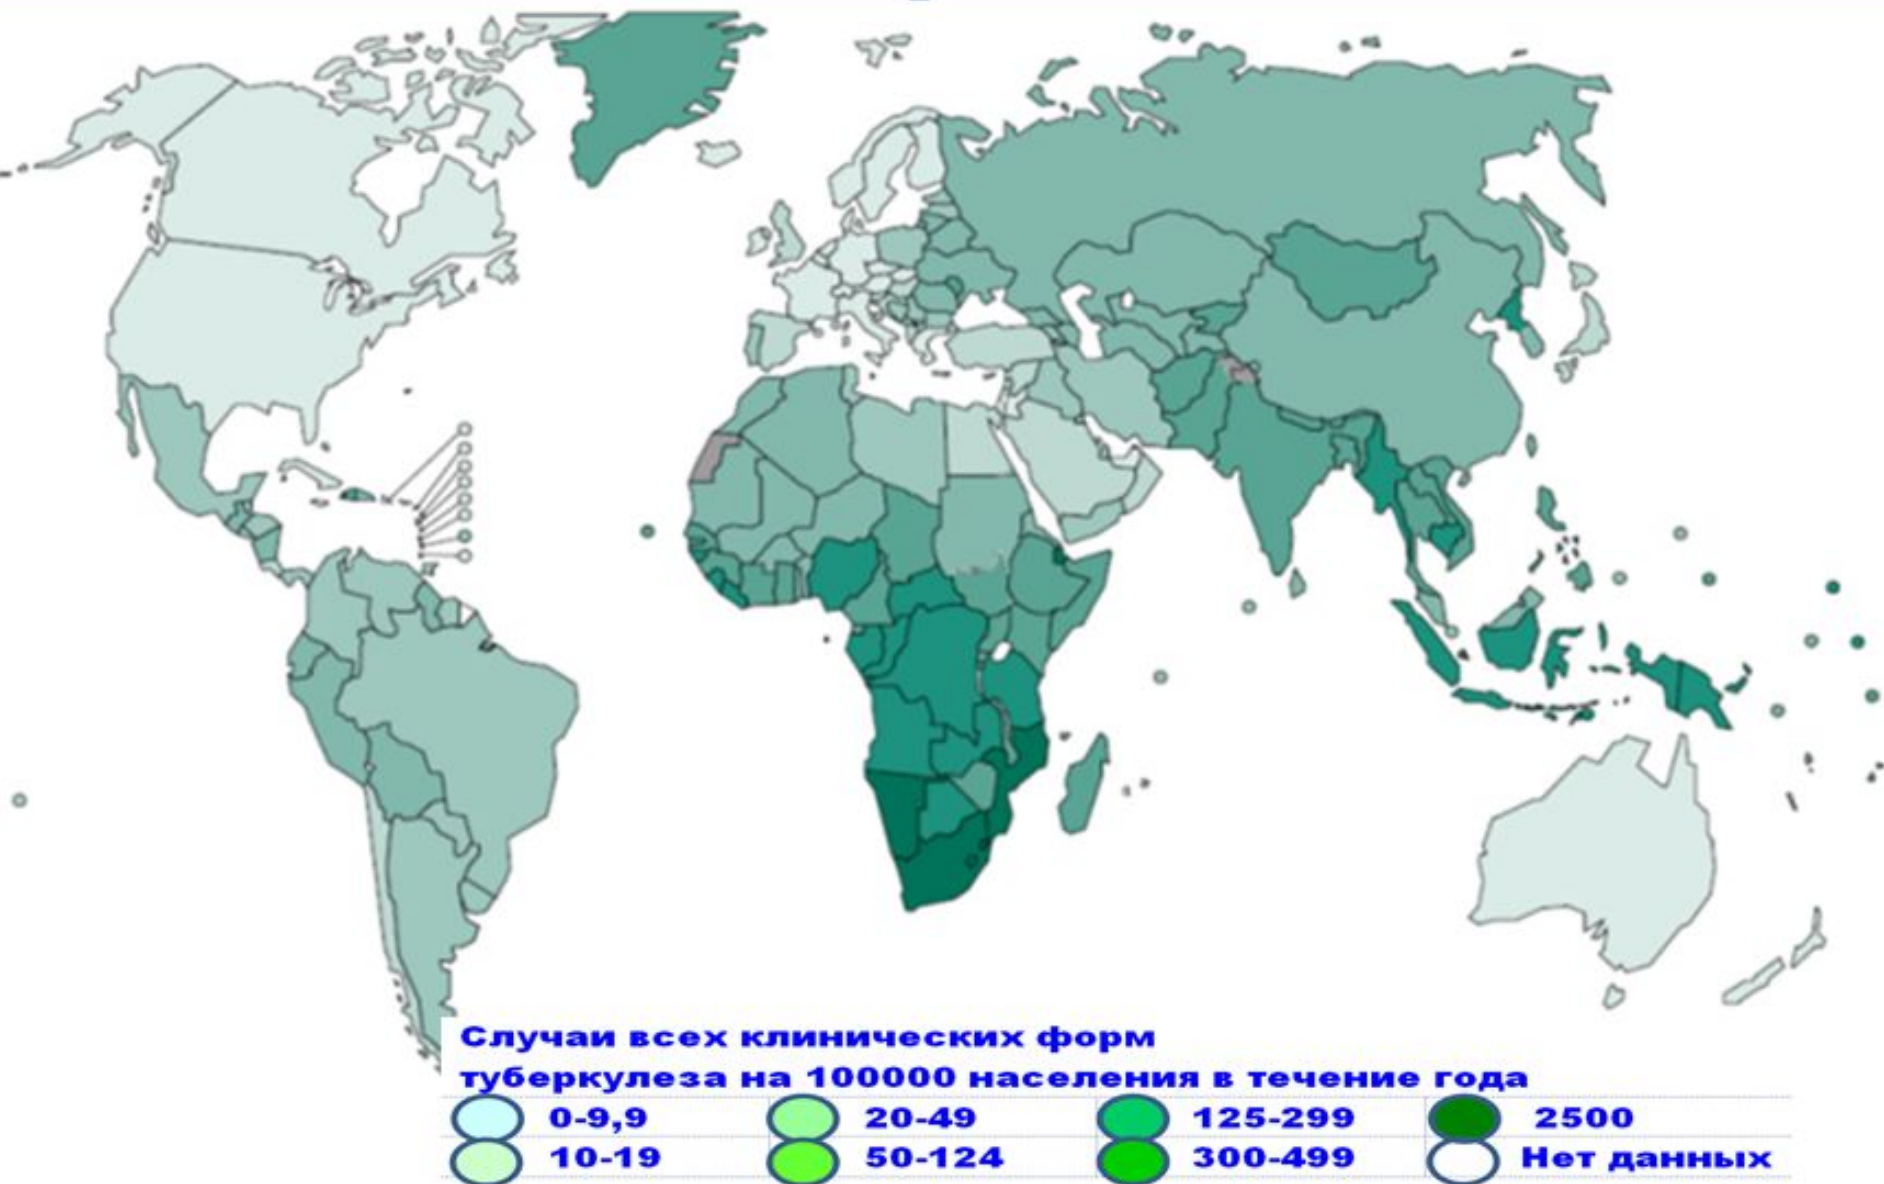 Случаи всех клинических форм
туберкулеза на 100000 населения в течение года
0-9,9 20-49 125-299 2500
10-19 50-124 300-499 Нет данных